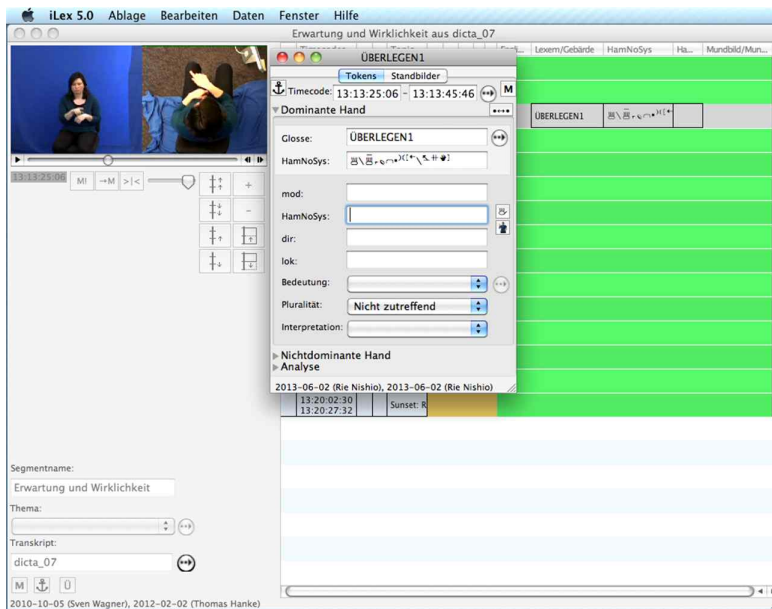 iLex 5.0 Ablage Bearbeiten Daten Fenster Hilfe
Erwartung und Wirklichkeit aus dicta_07
Lexem/Gebärde HamNoSys Ha... Mundbild/Mun...
ÜBERLEGEN1
ÜBERLEGEN1
Tokens Standbilder
Timecode: 13:13:25:06 - 13:13:45:46 M
Dominante Hand
Glosse: ÜBERLEGEN1
HamNoSys:
mod:
HamNoSys:
dir:
lok:
Bedeutung:
Pluralität: Nicht zutreffend
Interpretation:
Nichtdominante Hand
Analyse
2013-06-02 (Rie Nishio), 2013-06-02 (Rie Nishio)
13:13:25:06 M! →M >|< + -
13:20:02:30
13:20:27:32 Sunset: R
Segmentname:
Erwartung und Wirklichkeit
Thema:
Transkript:
dicta_07
M Ü
2010-10-05 (Sven Wagner), 2012-02-02 (Thomas Hanke)